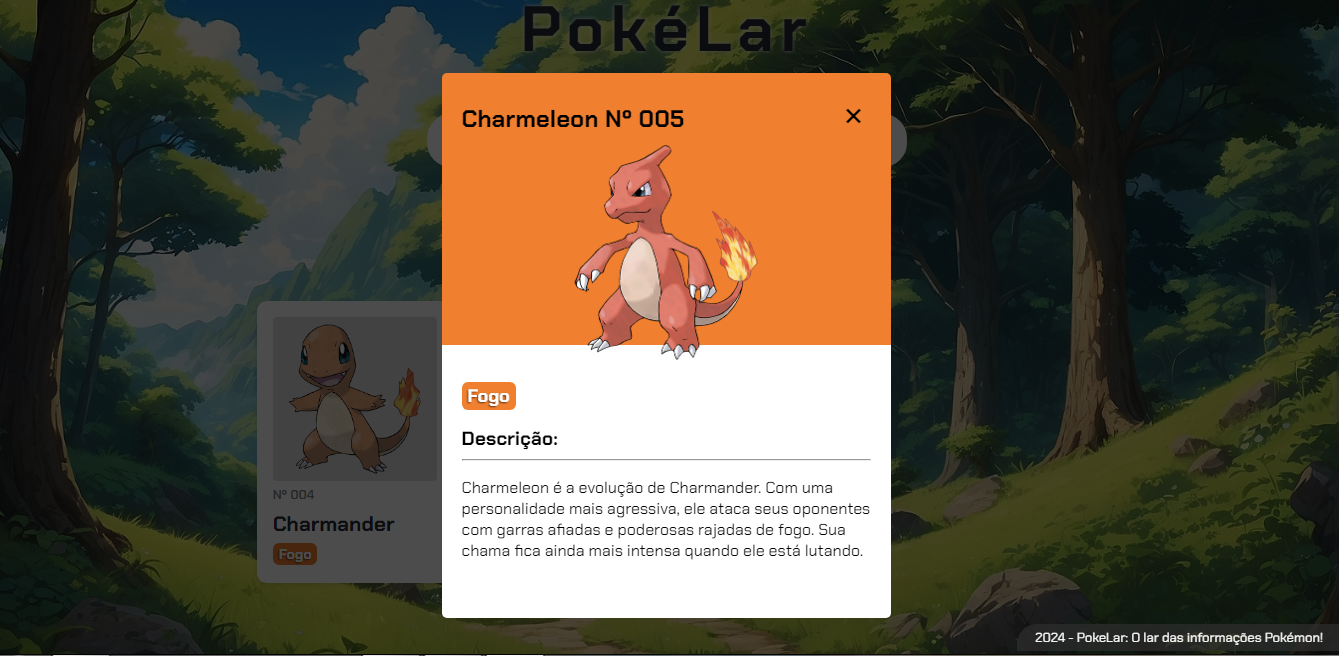 PokéLar
Charmeleon Nº 005
Fogo
Descrição:
Charmeleon é a evolução de Charmander. Com uma
personalidade mais agressiva, ele ataca seus oponentes
com garras afiadas e poderosas rajadas de fogo. Sua
chama fica ainda mais intensa quando ele está lutando.
Nº 004
Charmander
Fogo
2024 - PokeLar: O lar das informações Pokémon!